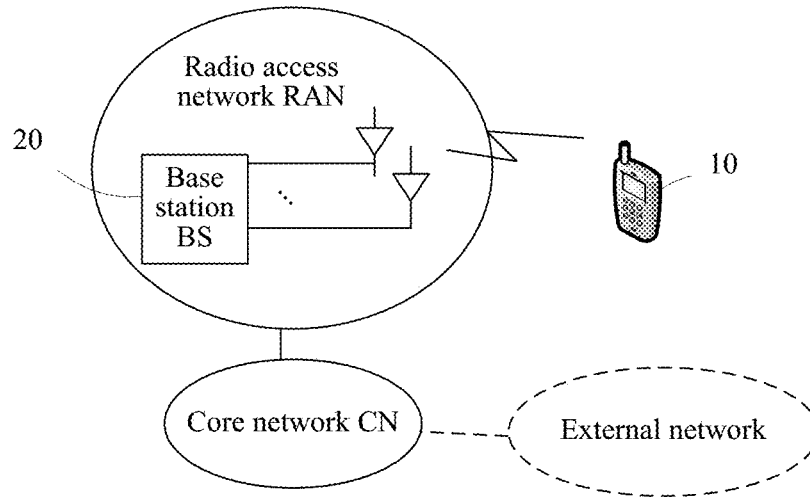 Radio access
network RAN
20
Base
station
BS
10
Core network CN
External network